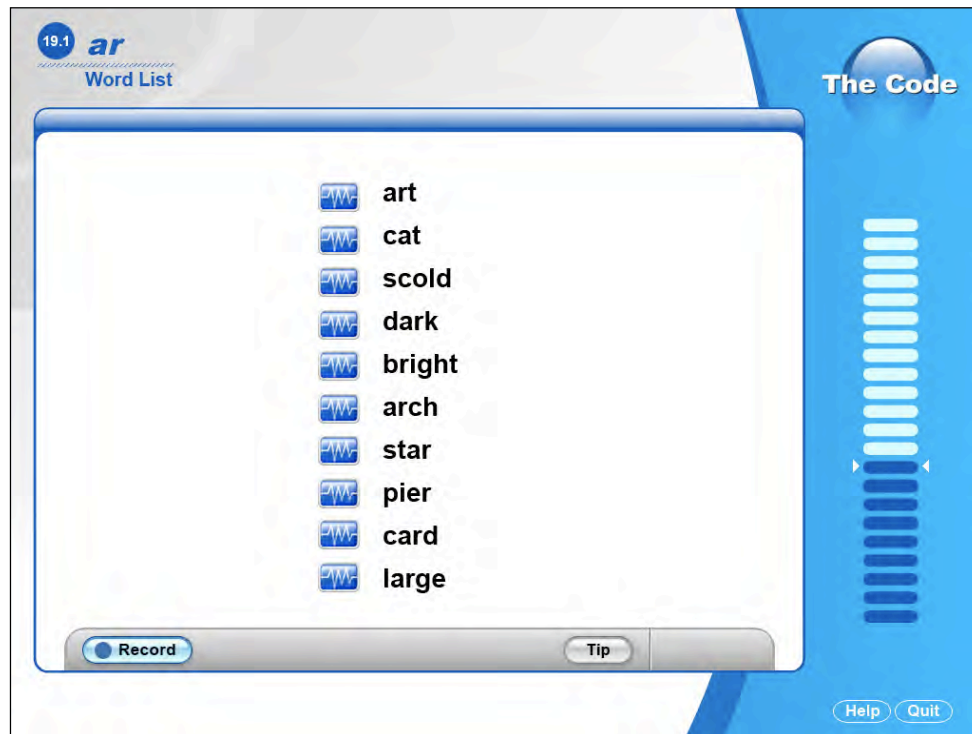 19.1 ar
Word List
The Code
art
cat
scold
dark
bright
arch
star
pier
card
large
Record
Tip
Help
Quit